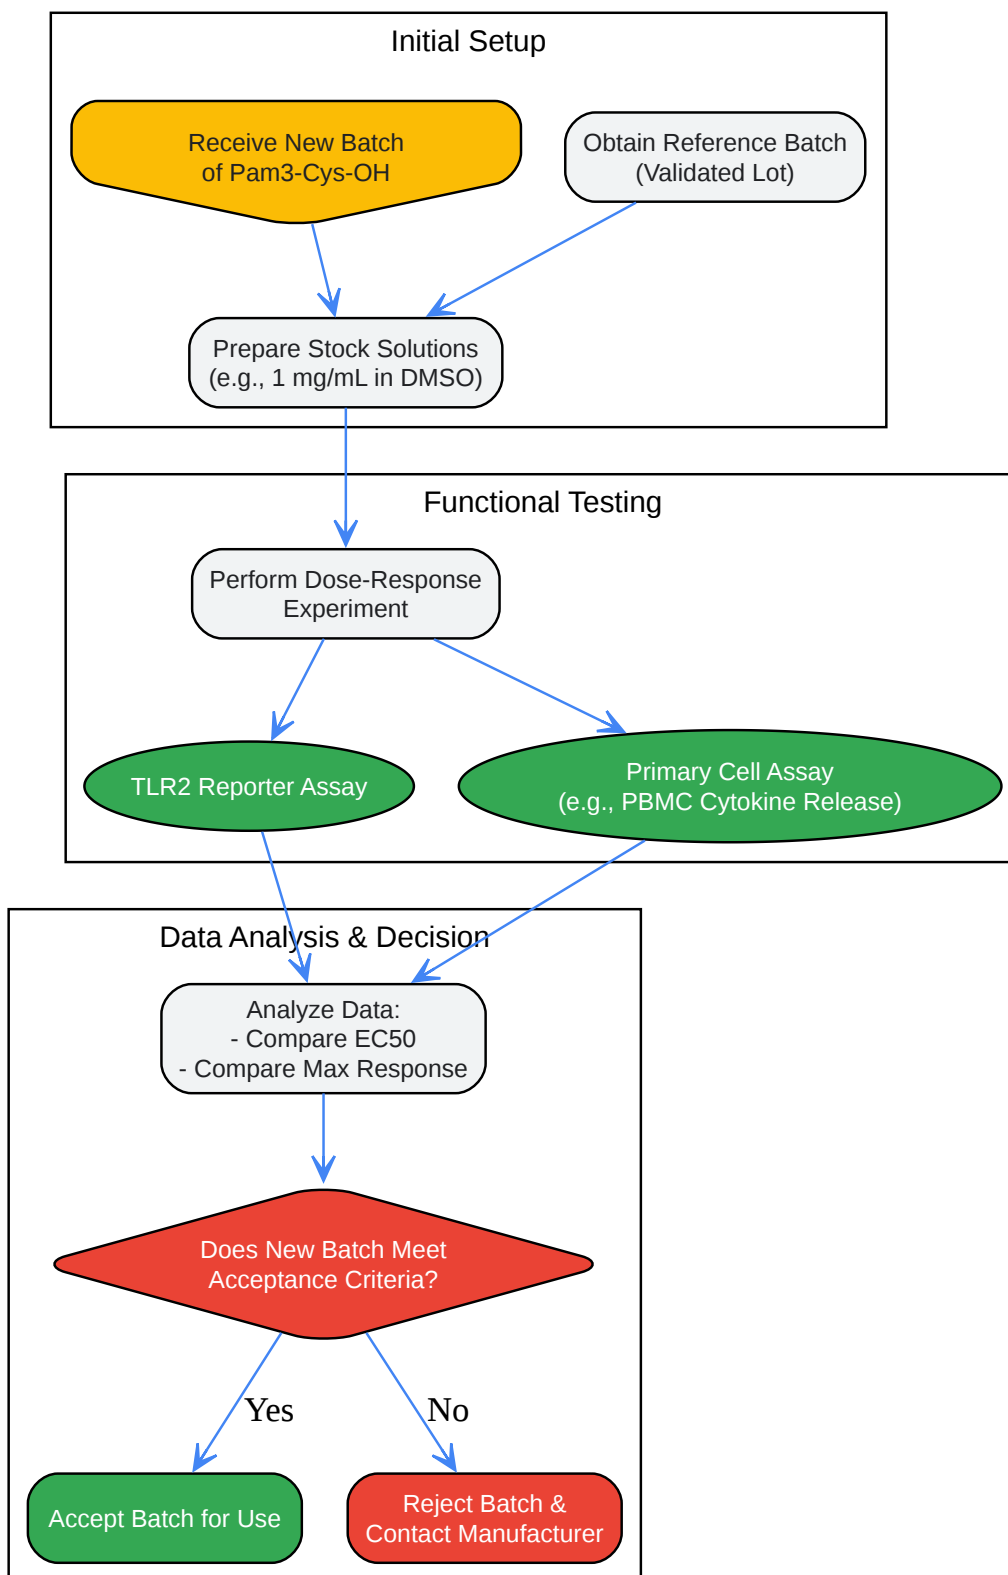 Initial Setup
Receive New Batch
of Pam3-Cys-OH
Obtain Reference Batch
(Validated Lot)
Prepare Stock Solutions
(e.g., 1 mg/mL in DMSO)
Functional Testing
Perform Dose-Response
Experiment
TLR2 Reporter Assay
Primary Cell Assay
(e.g., PBMC Cytokine Release)
Data Analysis & Decision
Analyze Data:
- Compare EC50
- Compare Max Response
Does New Batch Meet
Acceptance Criteria?
Yes
No
Accept Batch for Use
Reject Batch &
Contact Manufacturer